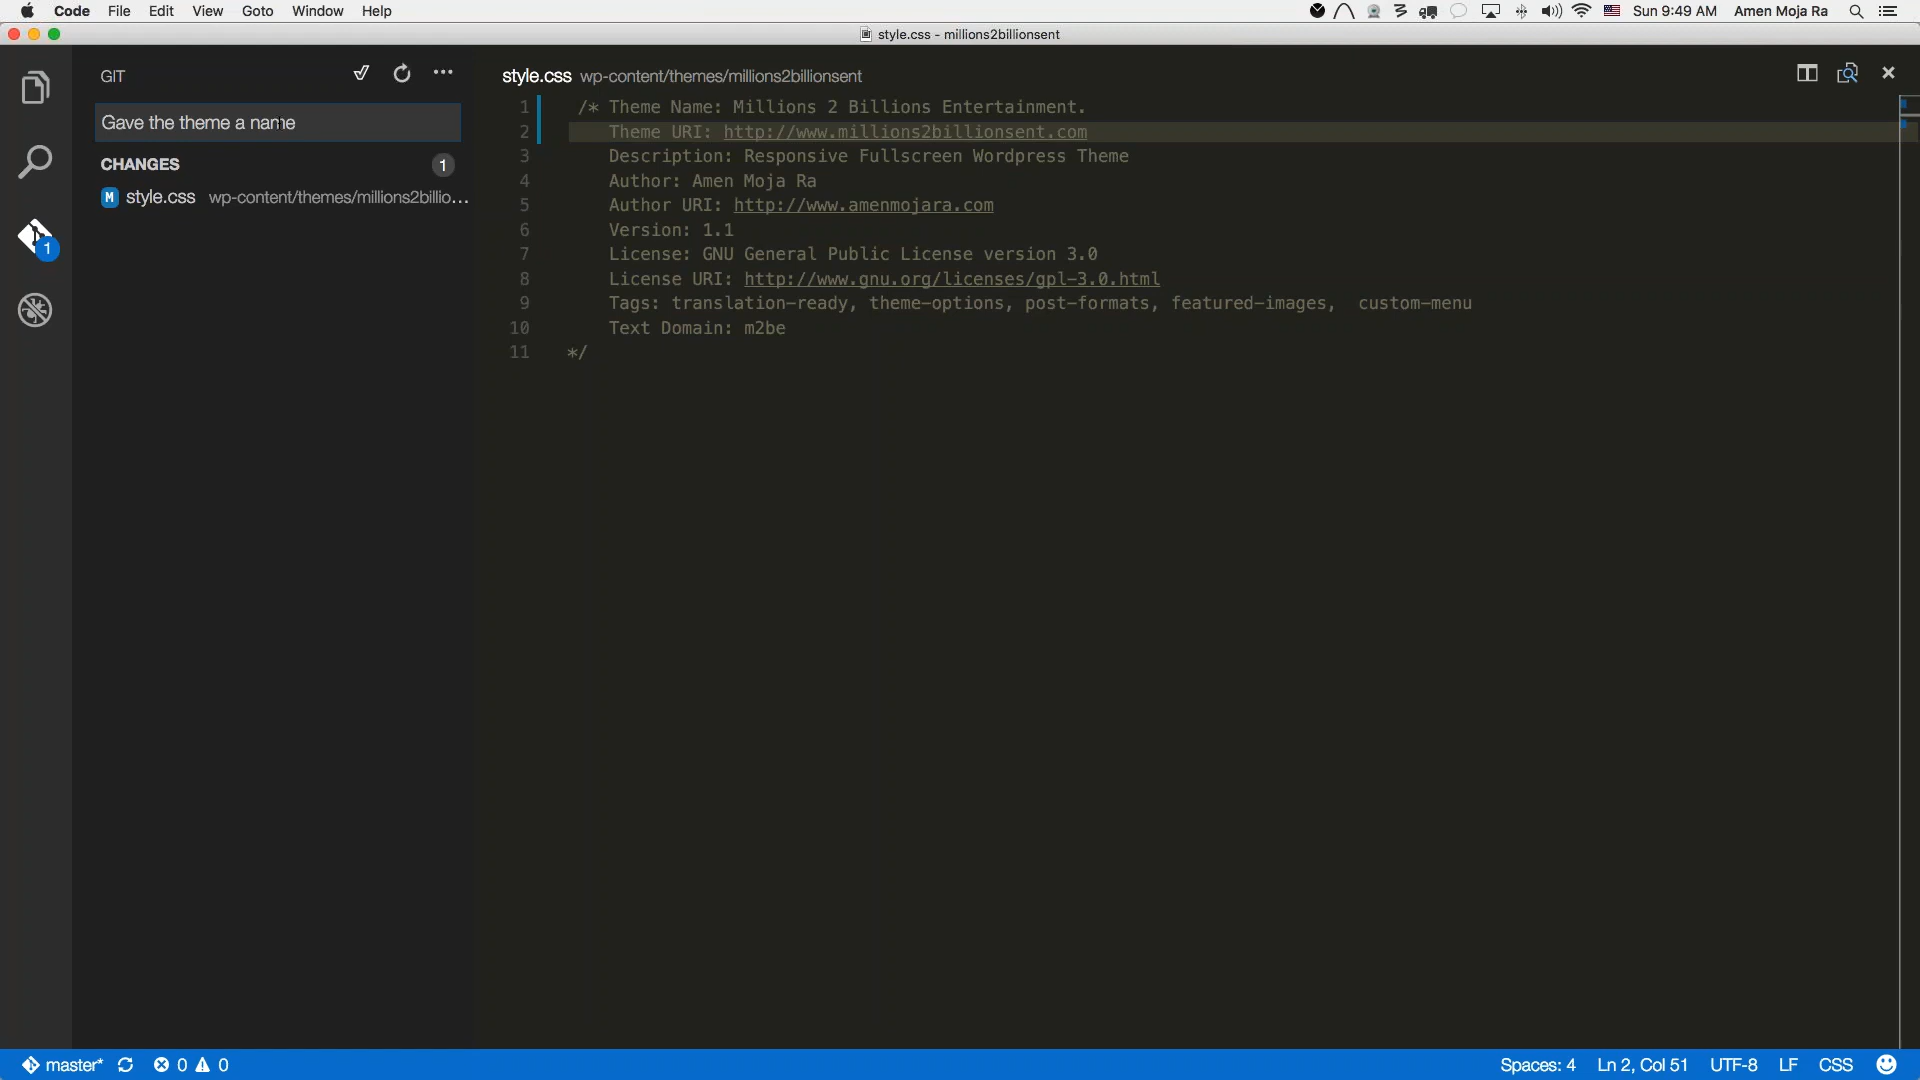 Code File Edit View Goto Window Help Sun 9:49 AM Amen Moja Ra
style.css - millions2billionsent
GIT
style.css wp-content/themes/millions2billionsent
Gave the theme a name
CHANGES 1
M style.css wp-content/themes/millions2billio...
1
1 /* Theme Name: Millions 2 Billions Entertainment.
2 Theme URI: http://www.millions2billionsent.com
3 Description: Responsive Fullscreen Wordpress Theme
4 Author: Amen Moja Ra
5 Author URI: http://www.amenmojara.com
6 Version: 1.1
7 License: GNU General Public License version 3.0
8 License URI: http://www.gnu.org/licenses/gpl-3.0.html
9 Tags: translation-ready, theme-options, post-formats, featured-images,  custom-menu
10 Text Domain: m2be
11 */
master* 0 0 Spaces: 4 Ln 2, Col 51 UTF-8 LF CSS